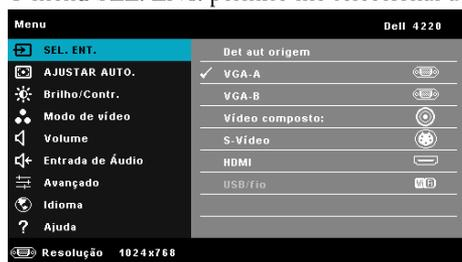 Menu
Dell 4220
SEL. ENT.
AJUSTAR AUTO.
Brilho/Contr.
Modo de vídeo
Volume
Entrada de Áudio
Avançado
Idioma
Ajuda
Det aut origem
VGA-A
VGA-B
Vídeo composto:
S-Vídeo
HDMI
USB/fio
Resolução 1024x768